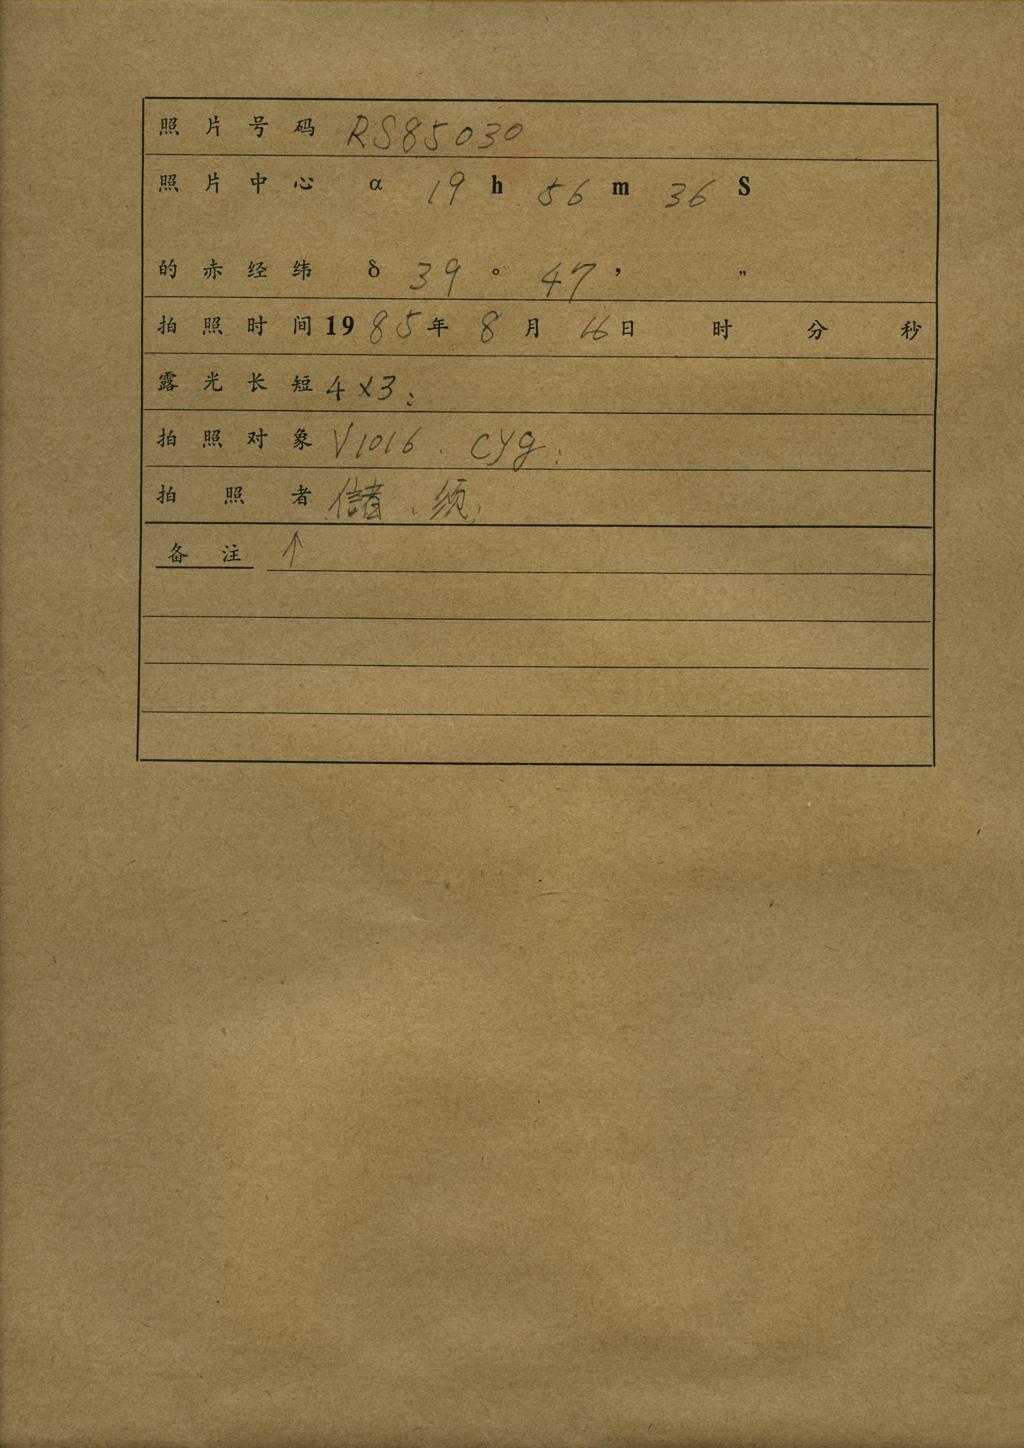 照片号码 RS85030
照片中心 α 19 h 56 m 36 S
的赤经纬 δ 39 ° 47 ′ ″
拍照时间 1985年 8月 16日 时 分 秒
露光长短 4×3:
拍照对象 V1016. Cyg:
拍照者 儲、
备注 ↑